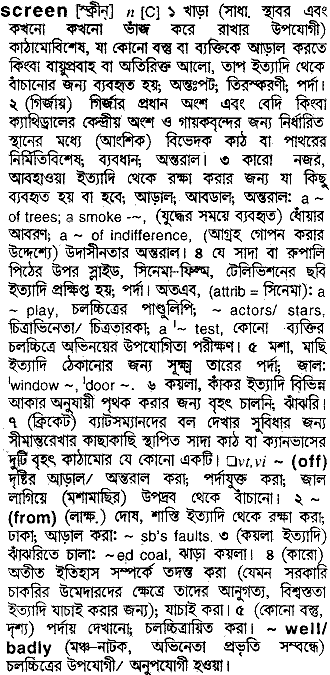 screen [স্ক্রীন্] n [C] ১ খাড়া (সাধা. স্থাবর এবং
কখনো কখনো ভাঁজ করে রাখার উপযোগী)
কাঠামোবিশেষ, যা কোনো বস্তু বা ব্যক্তিকে আড়াল করতে
কিংবা বায়ুপ্রবাহ বা অতিরিক্ত আলো, তাপ ইত্যাদি থেকে
বাঁচানোর জন্য ব্যবহৃত হয়; অন্তঃপট; তিরস্করণী, পর্দা।
২ (গির্জায়) গির্জার প্রধান অংশ এবং বেদি কিংবা
ক্যাথিড্রালের কেন্দ্রীয় অংশ ও গায়কবৃন্দের জন্য নির্ধারিত
স্থানের মধ্যে (আংশিক) বিভেদক কাঠ বা পাথরের
নির্মিতিবিশেষ, ব্যবধান; অন্তরাল। ৩ কারো নজর,
আবহাওয়া ইত্যাদি থেকে রক্ষা করার জন্য যা কিছু
ব্যবহৃত হয় বা হবে; আড়াল; আবডাল; অন্তরাল: a ~
of trees; a smoke -~, (যুদ্ধের সময়ে ব্যবহৃত) ধোঁয়ার
আবরণ; a ~ of indifference, (আগ্রহ গোপন করার
উদ্দেশ্যে) উদাসীনতার অন্তরাল। ৪ যে সাদা বা রুপালি
পিঠের উপর স্লাইড, সিনেমা-ফিল্ম, টেলিভিশনের ছবি
ইত্যাদি প্রক্ষিপ্ত হয়; পর্দা। অতএব, (attrib = সিনেমা): a
~ play, চলচ্চিত্রের পাণ্ডুলিপি; ~ actors/ stars,
চিত্রাভিনেতা/ চিত্রতারকা; a ˈ~ test, কোনো ব্যক্তির
চলচ্চিত্রে অভিনয়ের উপযোগিতা পরীক্ষণ। ৫ মশা, মাছি
ইত্যাদি ঠেকানোর জন্য সূক্ষ্ম তারের পর্দা; জাল:
ˈwindow ~, ˈdoor ~. ৬ কয়লা, কাঁকর ইত্যাদি বিভিন্ন
আকার অনুযায়ী পৃথক করার জন্য বৃহৎ চালনি; ঝাঁঝরি।
৭ (ক্রিকেট) ব্যাটসম্যানদের বল দেখার সুবিধার জন্য
সীমান্তরেখার কাছাকাছি স্থাপিত সাদা কাঠ বা ক্যানভাসের
দুটি বৃহৎ কাঠামোর যে কোনো একটি। □vt,vi ~ (off)
দৃষ্টির আড়াল/ অন্তরাল করা; পর্দাযুক্ত করা; জাল
লাগিয়ে (মশামাছির) উপদ্রব থেকে বাঁচানো। ২ ~
(from) (লাক্ষ.) দোষ, শাস্তি ইত্যাদি থেকে রক্ষা করা;
ঢাকা; আড়াল করা: ~ sb's faults. ৩ (কয়লা ইত্যাদি)
ঝাঁঝরিতে চালা: ~ed coal, ঝাড়া কয়লা। ৪ (কারো)
অতীত ইতিহাস সম্পর্কে তদন্ত করা (যেমন সরকারি
চাকরির উমেদারদের ক্ষেত্রে তাদের আনুগত্য, বিশ্বস্ততা
ইত্যাদি যাচাই করার জন্য); যাচাই করা। ৫ (কোনো বস্তু,
দৃশ্য) পর্দায় দেখানো; চলচ্চিত্রায়িত করা। ~ well/
badly (মঞ্চ-নাটক, অভিনেতা প্রভৃতি সম্বন্ধে)
চলচ্চিত্রের উপযোগী/ অনুপযোগী হওয়া।